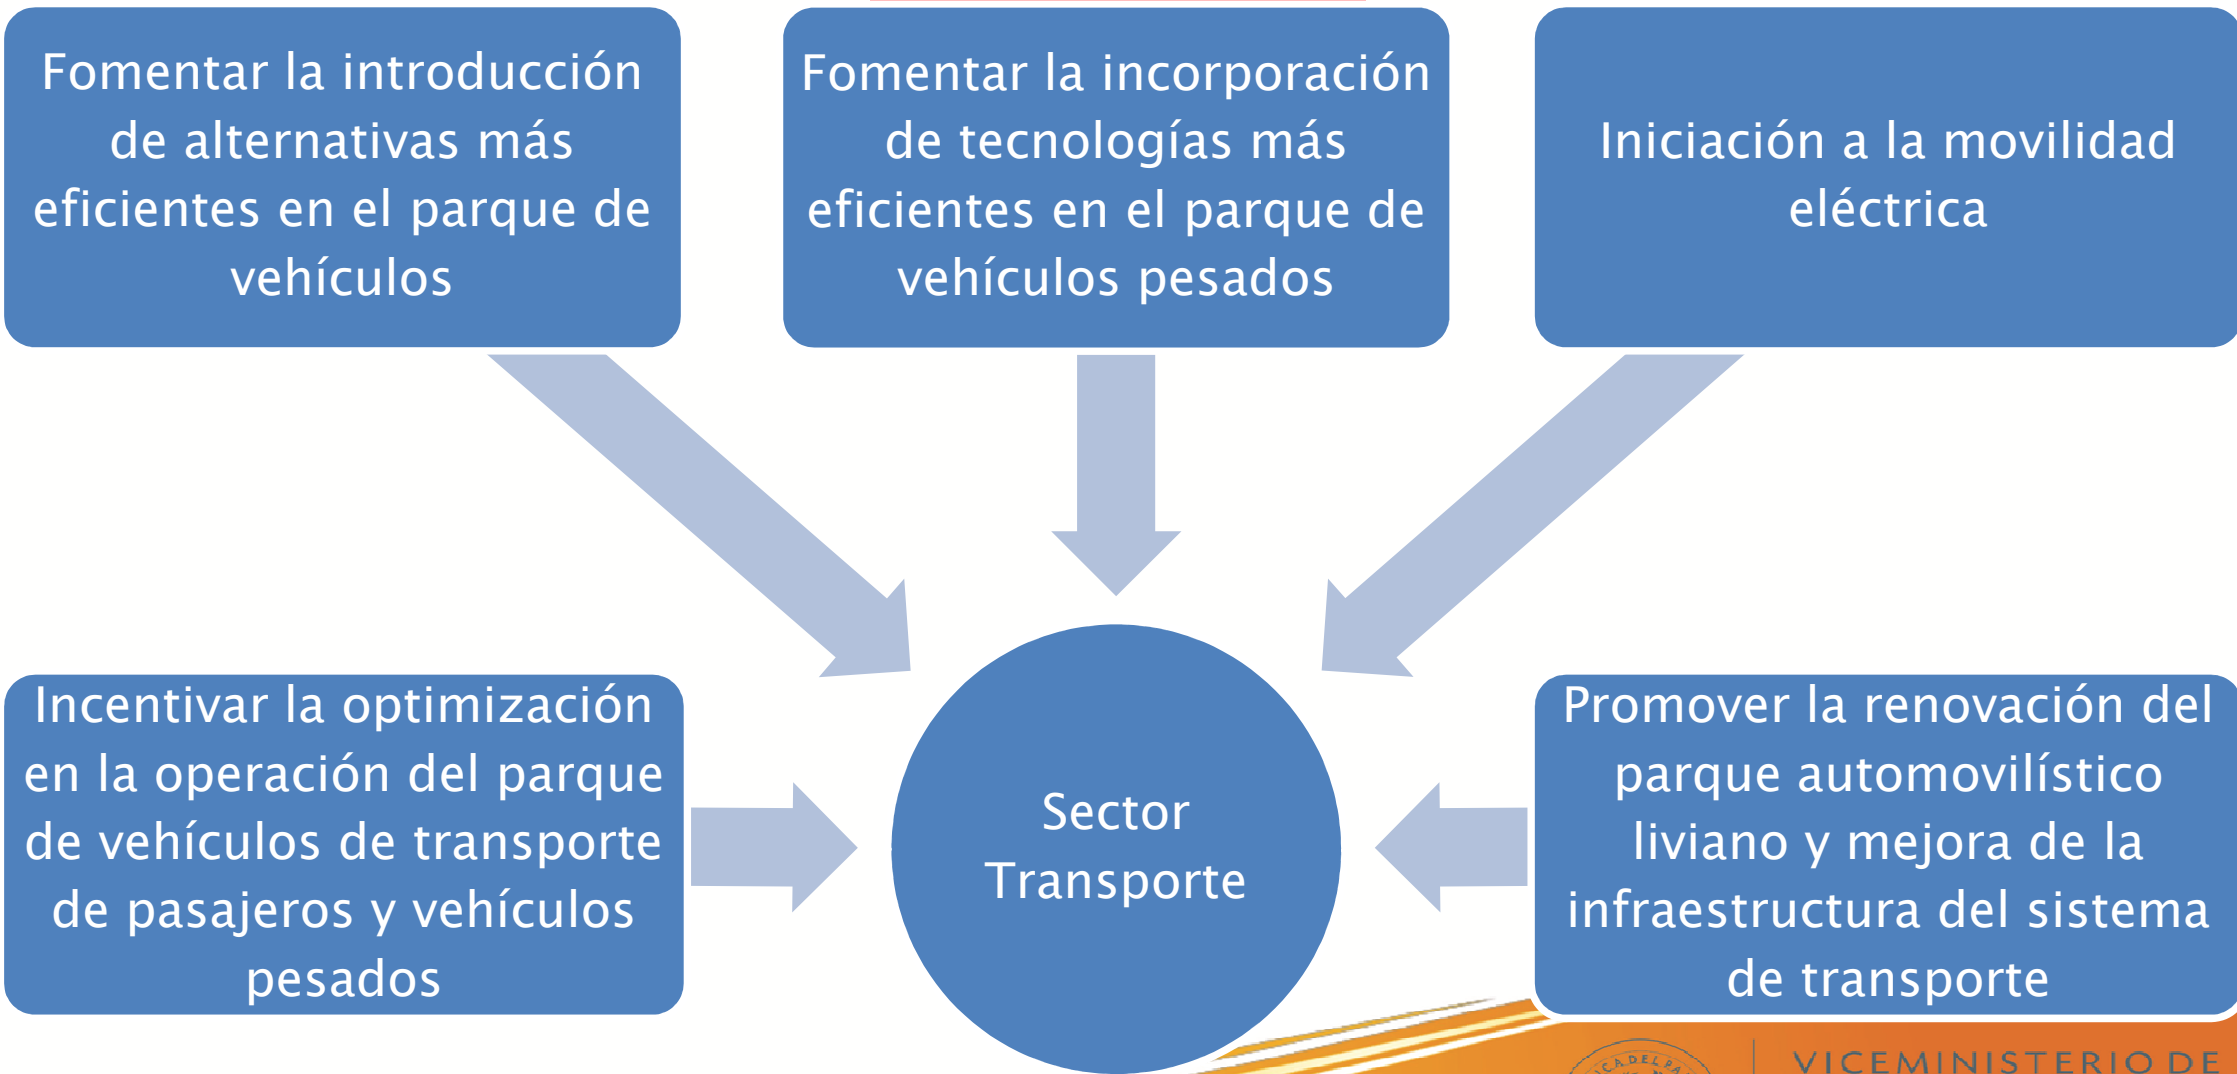 Fomentar la introducción
de alternativas más
eficientes en el parque de
vehículos
Fomentar la incorporación
de tecnologías más
eficientes en el parque de
vehículos pesados
Iniciación a la movilidad
eléctrica
Incentivar la optimización
en la operación del parque
de vehículos de transporte
de pasajeros y vehículos
pesados
Sector
Transporte
Promover la renovación del
parque automovilístico
liviano y mejora de la
infraestructura del sistema
de transporte
VICEMINISTERIO DE